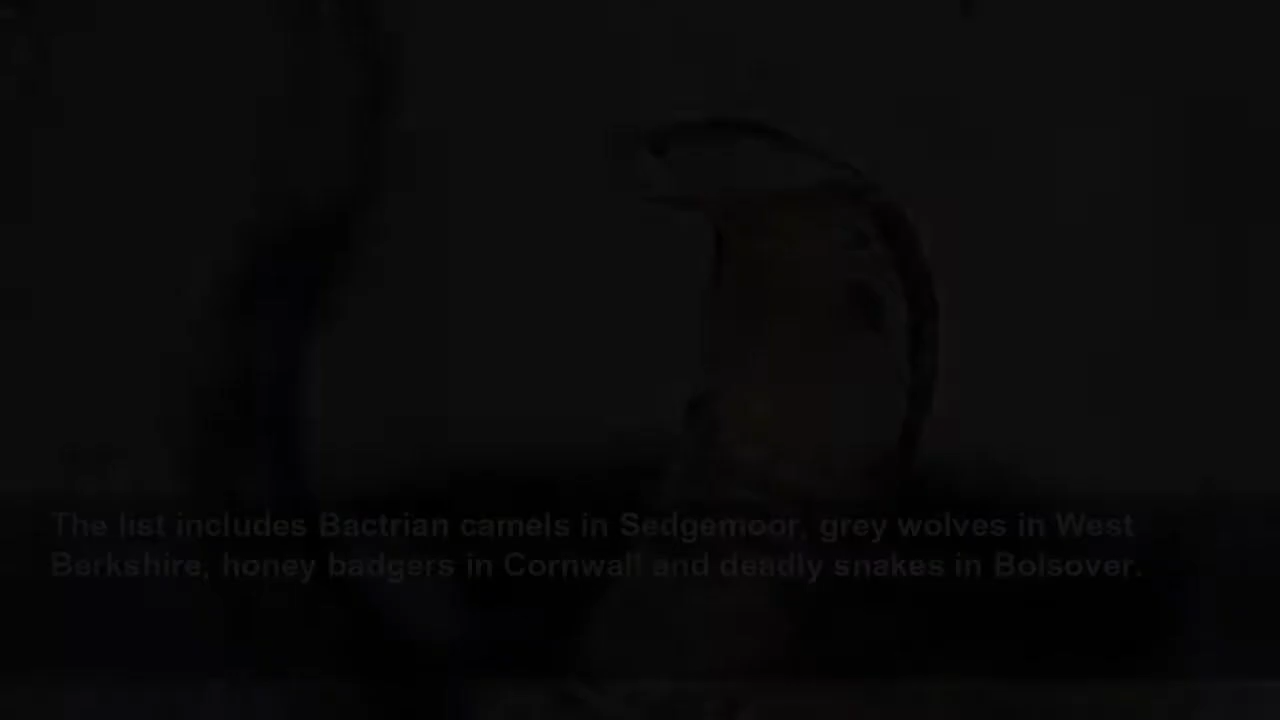 The list includes Bactrian camels in Sedgemoor, grey wolves in West
Berkshire, honey badgers in Cornwall and deadly snakes in Bolsover.